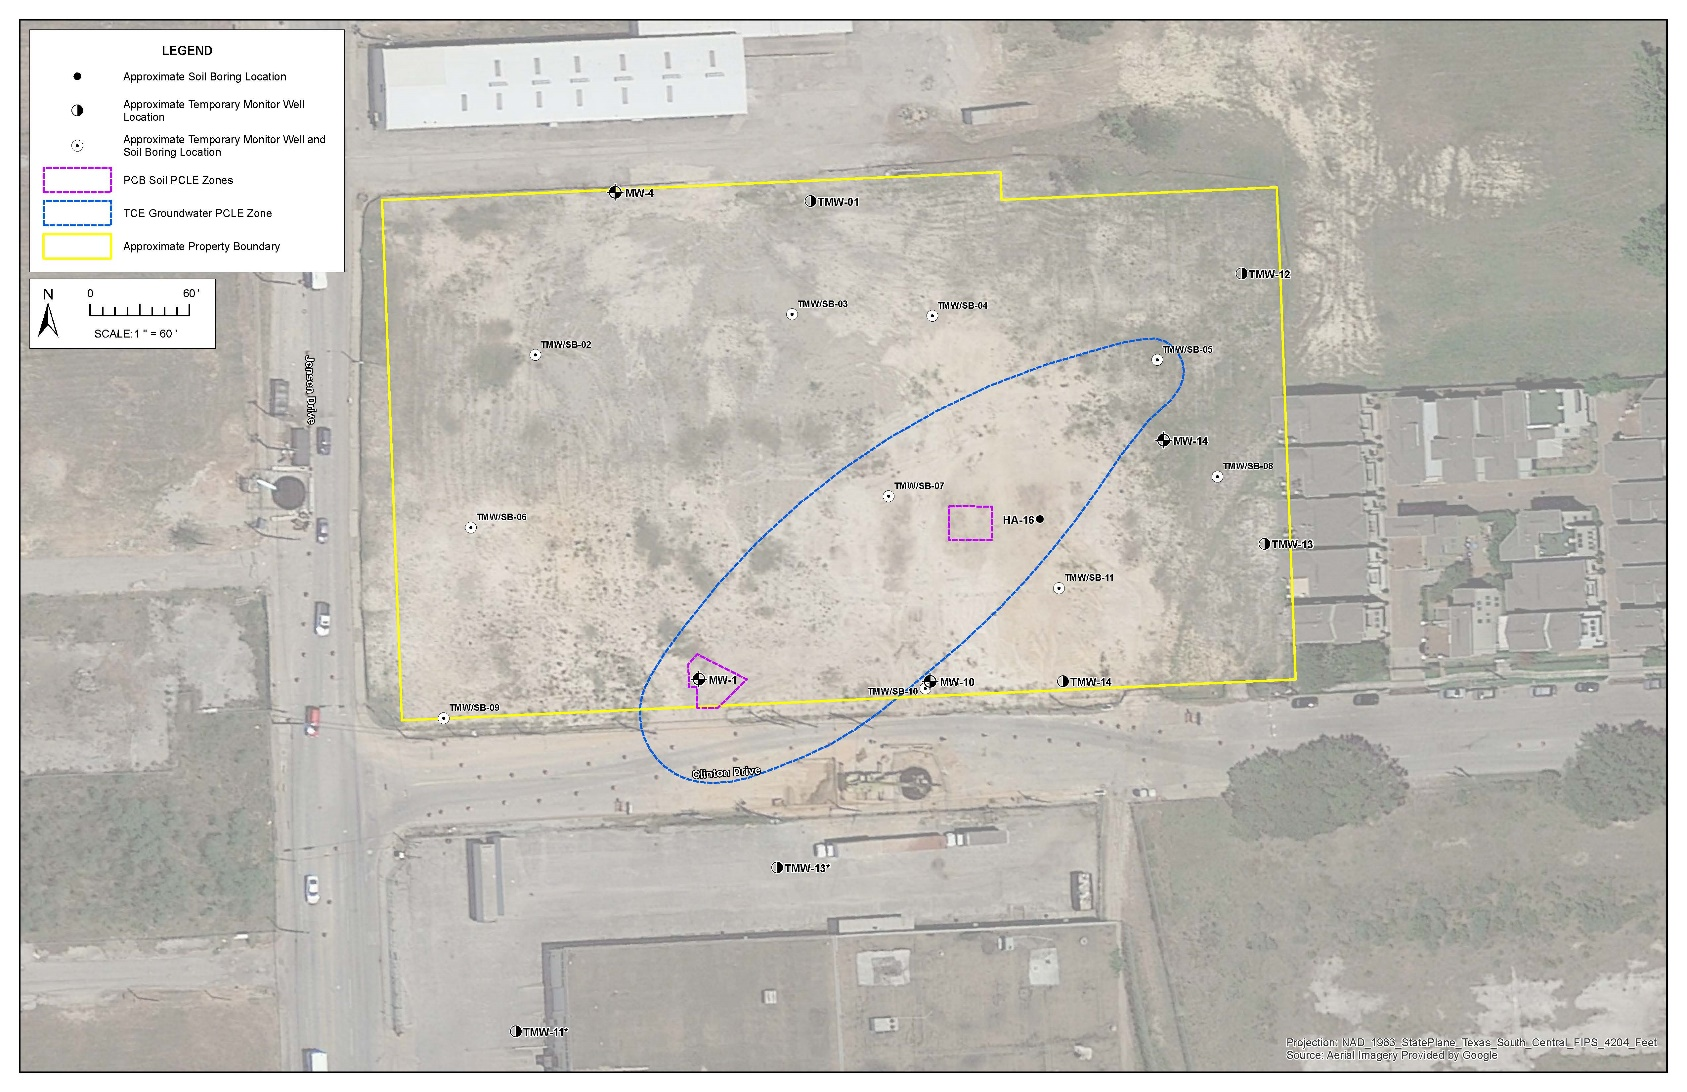 LEGEND
Approximate Soil Boring Location
Approximate Temporary Monitor Well
Location
Approximate Temporary Monitor Well and
Soil Boring Location
PCB Soil PCLE Zones
TCE Groundwater PCLE Zone
Approximate Property Boundary
N
0 60 '
SCALE: 1 " = 60 '
MW-4
TMW-01
TMW-12
TMW/SB-03
TMW/SB-04
TMW/SB-02
TMW/SB-05
Jenson Drive
MW-14
TMW/SB-08
TMW/SB-07
TMW/SB-06
HA-16
TMW-13
TMW/SB-11
MW-1
MW-10
TMW-14
TMW/SB-10
TMW/SB-09
Clinton Drive
TMW-13*
TMW-11*
Projection: NAD_1983_StatePlane_Texas_South_Central_FIPS_4204_Feet
Source: Aerial Imagery Provided by Google